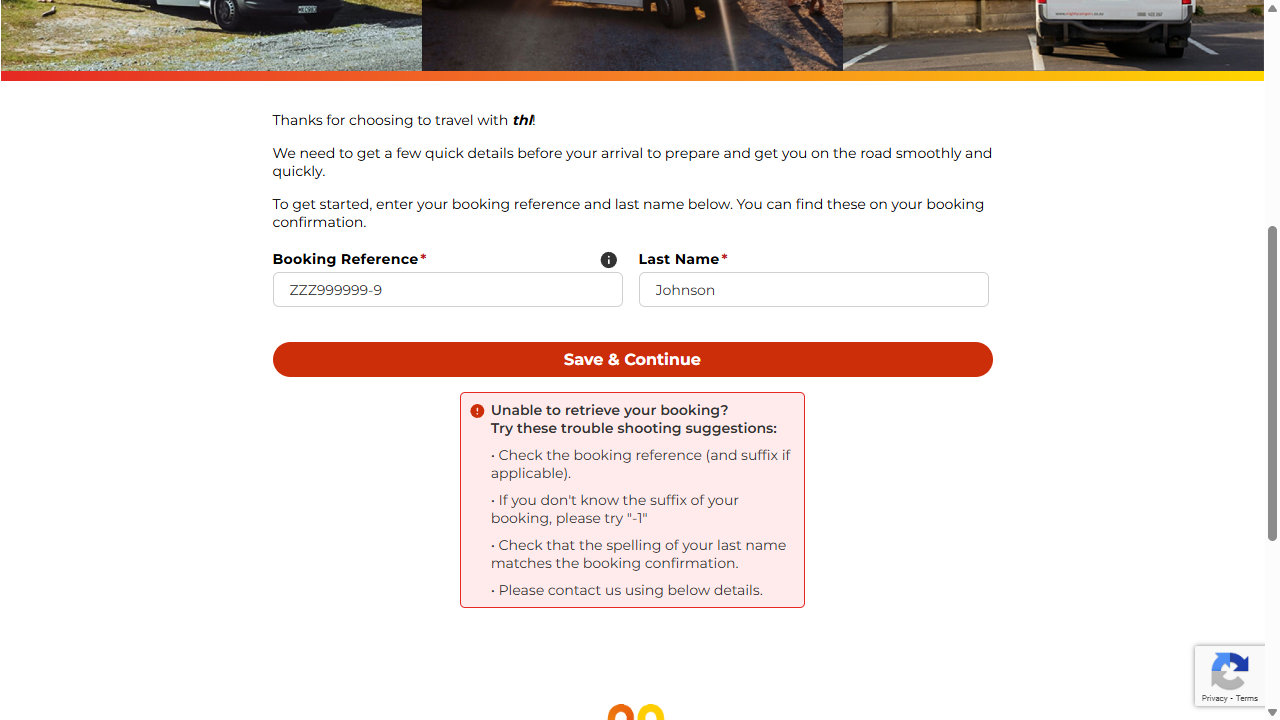 Thanks for choosing to travel with thl!
We need to get a few quick details before your arrival to prepare and get you on the road smoothly and
quickly.
To get started, enter your booking reference and last name below. You can find these on your booking
confirmation.
Booking Reference*
Last Name*
ZZZ999999-9
Johnson
Save & Continue
Unable to retrieve your booking?
Try these trouble shooting suggestions:
• Check the booking reference (and suffix if
applicable).
• If you don't know the suffix of your
booking, please try "-1"
• Check that the spelling of your last name
matches the booking confirmation.
• Please contact us using below details.
Privacy - Terms